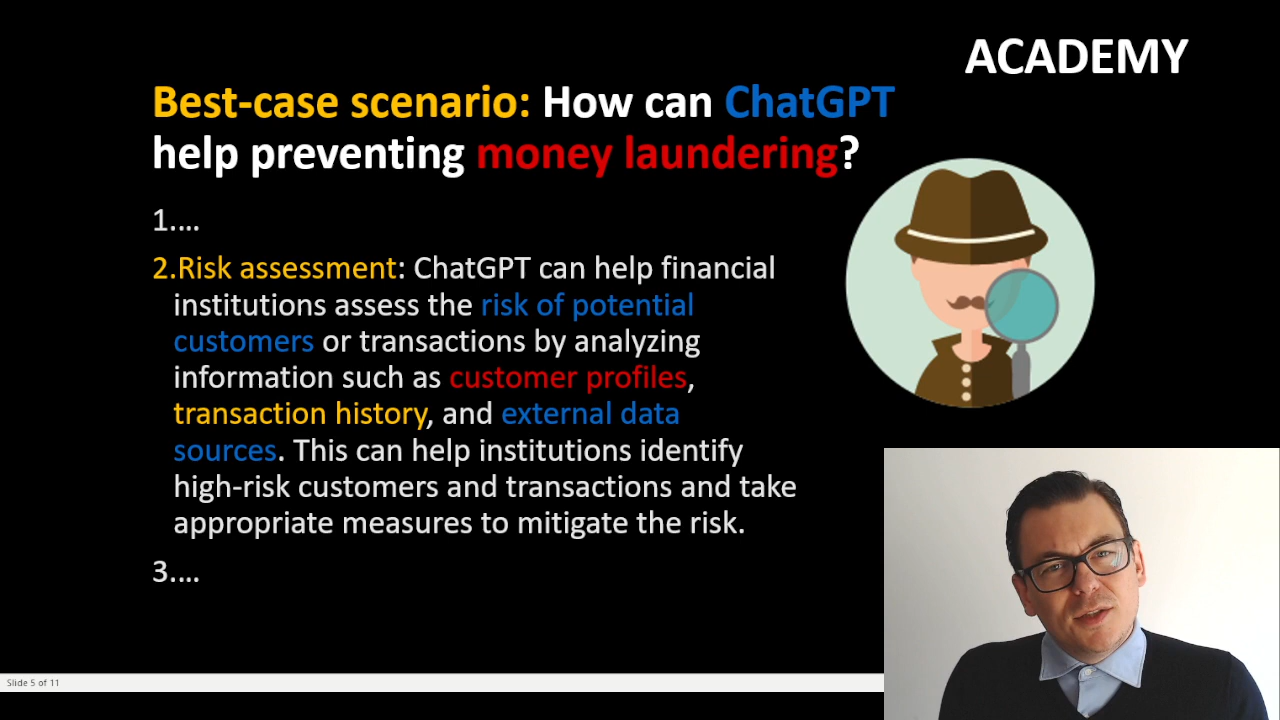 ACADEMY
Best-case scenario: How can ChatGPT
help preventing money laundering?
1.…
2.Risk assessment: ChatGPT can help financial
institutions assess the risk of potential
customers or transactions by analyzing
information such as customer profiles,
transaction history, and external data
sources. This can help institutions identify
high-risk customers and transactions and take
appropriate measures to mitigate the risk.
3.…
Slide 5 of 11